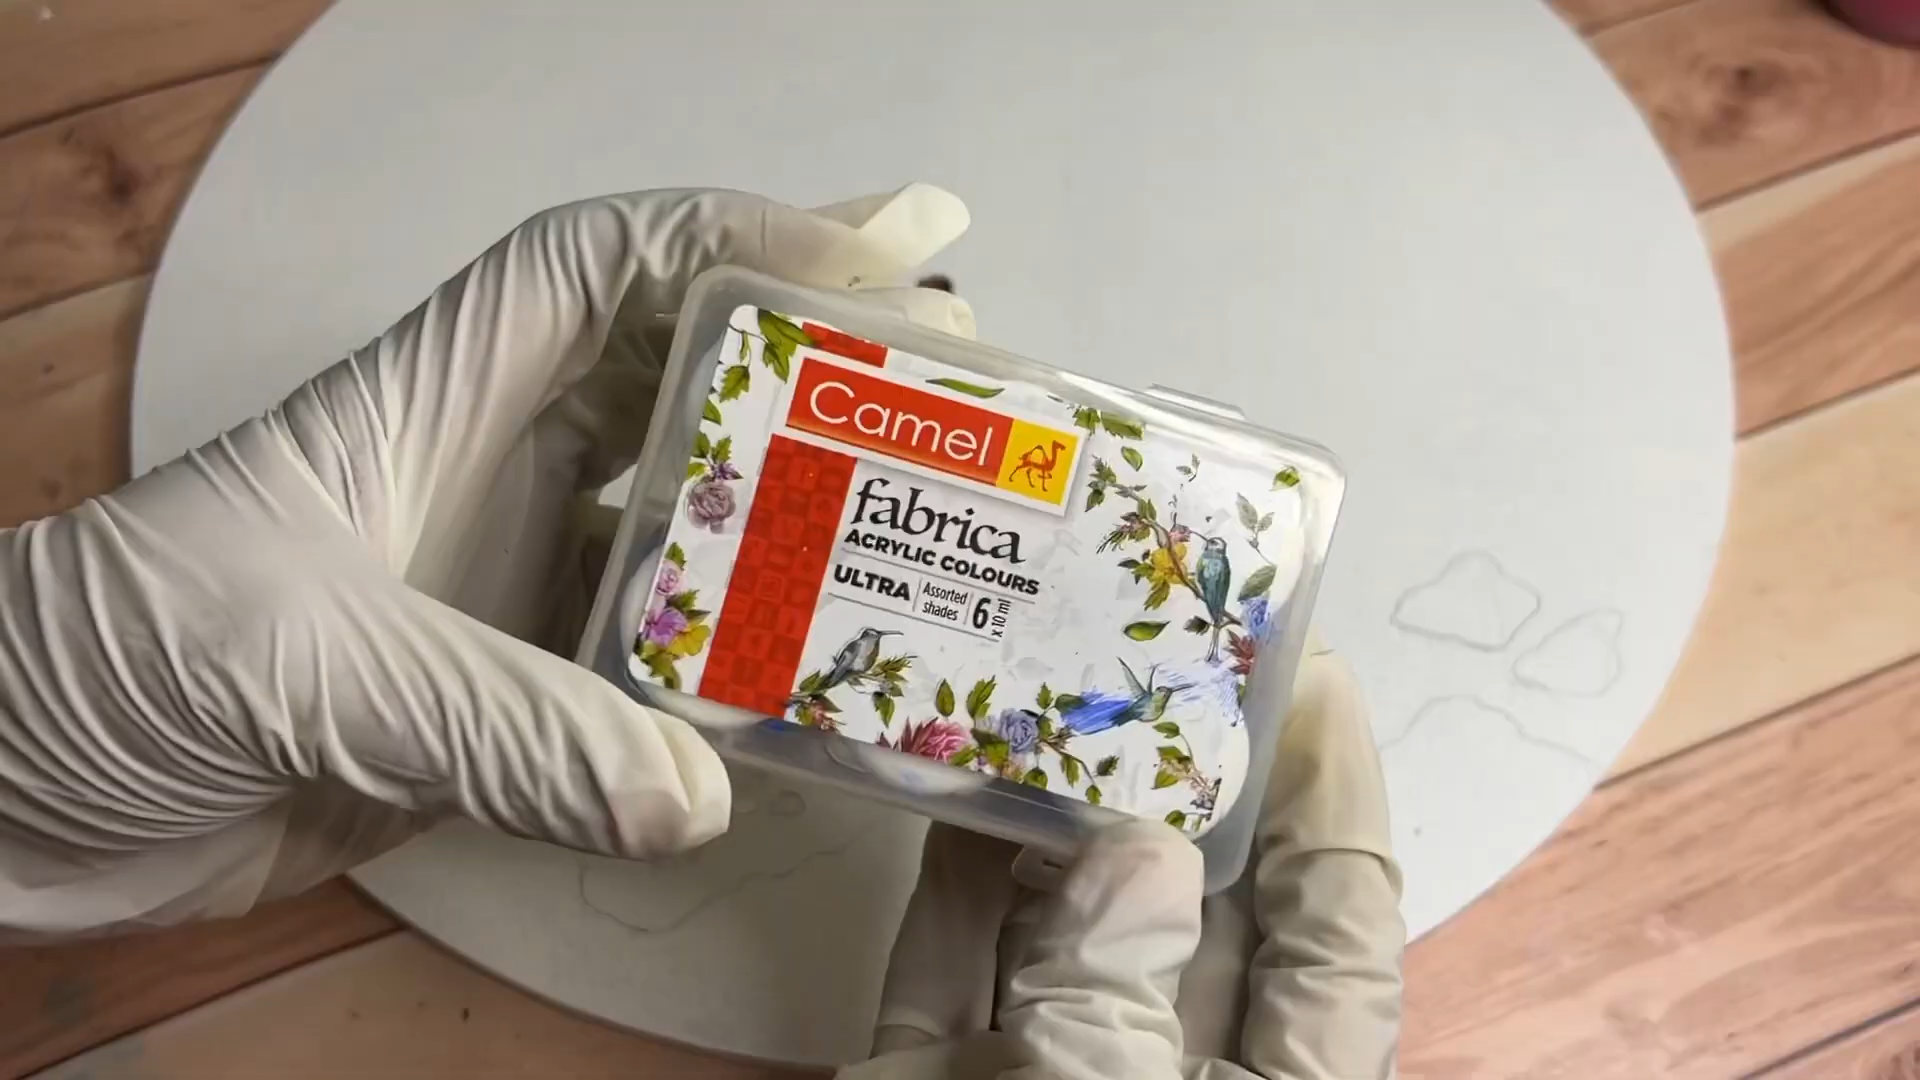 Camel
fabrica
ACRYLIC COLOURS
ULTRA
Assorted
shades
6
x 10 ml